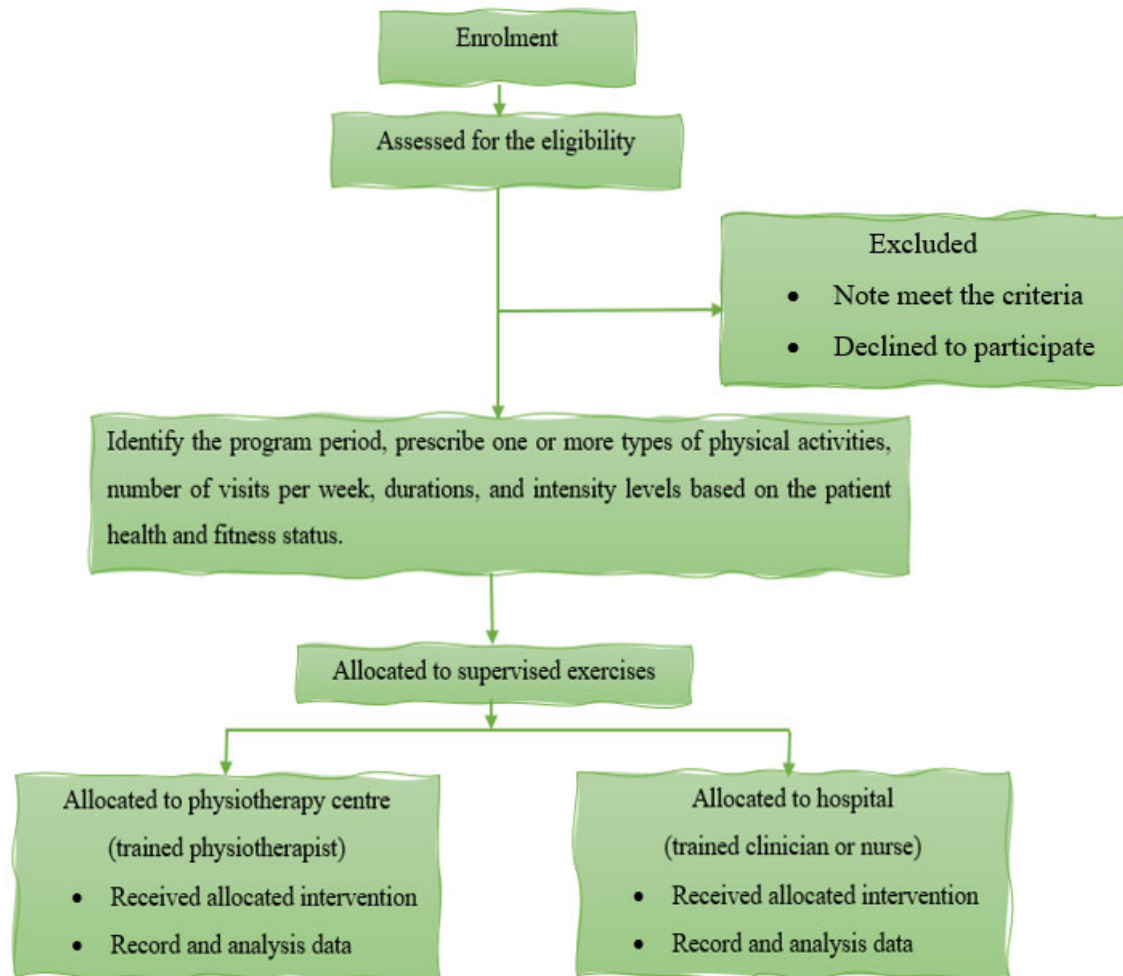 Enrolment
Assessed for the eligibility
Excluded
• Note meet the criteria
• Declined to participate
Identify the program period, prescribe one or more types of physical activities,
number of visits per week, durations, and intensity levels based on the patient
health and fitness status.
Allocated to supervised exercises
Allocated to physiotherapy centre
(trained physiotherapist)
• Received allocated intervention
• Record and analysis data
Allocated to hospital
(trained clinician or nurse)
• Received allocated intervention
• Record and analysis data